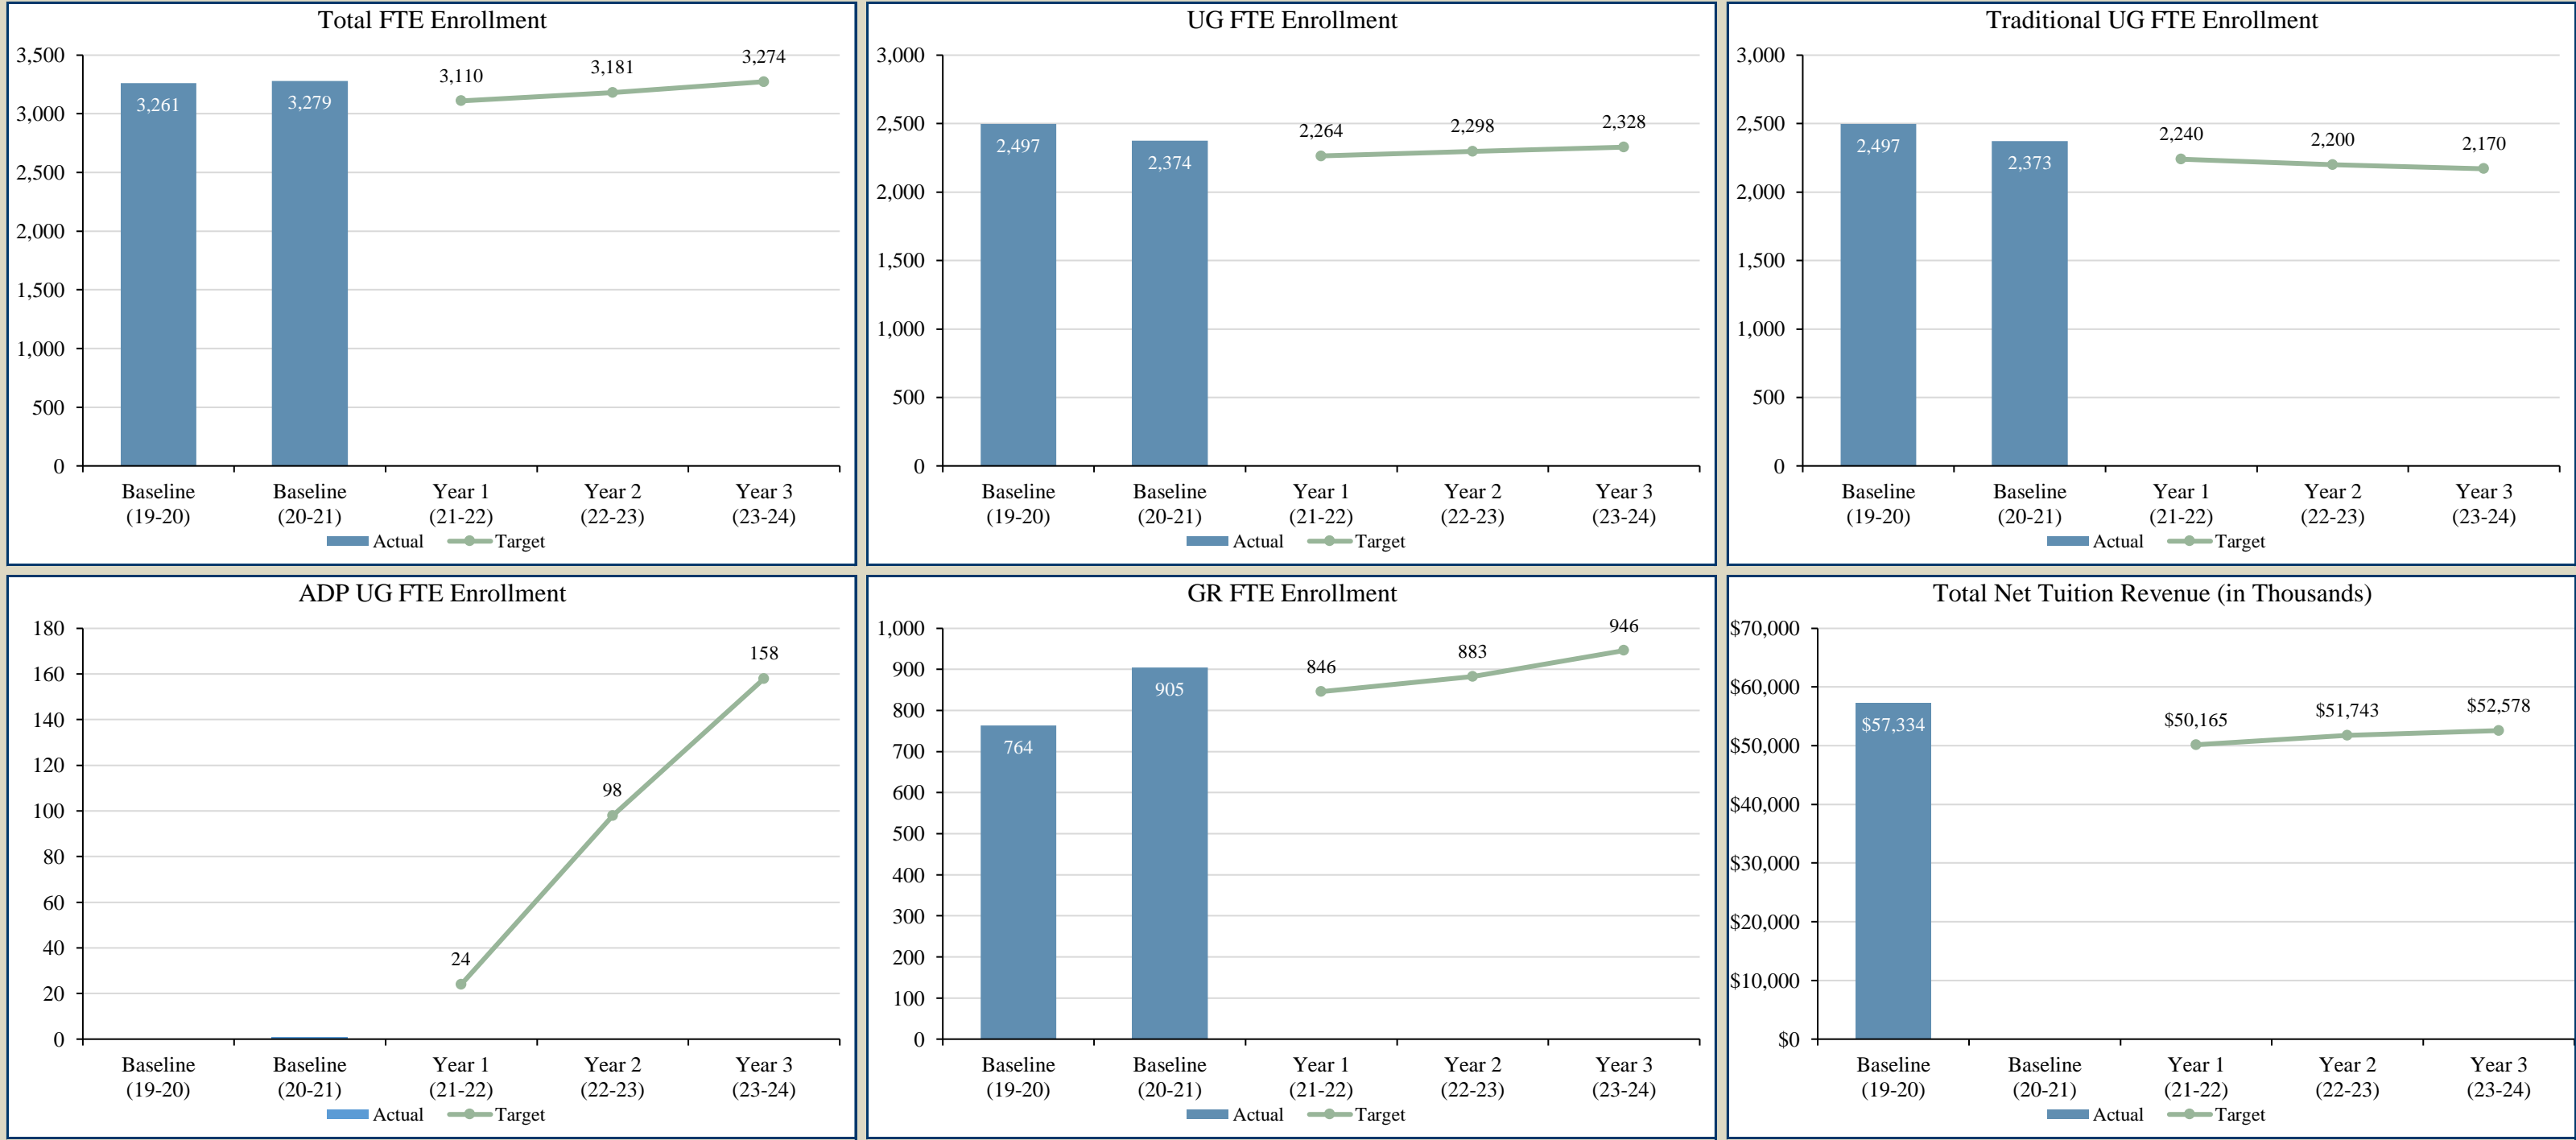 Total FTE Enrollment
3,500
3,000
2,500
2,000
1,500
1,000
500
0
3,261
3,279
3,110
3,181
3,274
Baseline
(19-20)
Baseline
(20-21)
Year 1
(21-22)
Year 2
(22-23)
Year 3
(23-24)
Actual
Target
UG FTE Enrollment
3,000
2,500
2,000
1,500
1,000
500
0
2,497
2,374
2,264
2,298
2,328
Baseline
(19-20)
Baseline
(20-21)
Year 1
(21-22)
Year 2
(22-23)
Year 3
(23-24)
Actual
Target
Traditional UG FTE Enrollment
3,000
2,500
2,000
1,500
1,000
500
0
2,497
2,373
2,240
2,200
2,170
Baseline
(19-20)
Baseline
(20-21)
Year 1
(21-22)
Year 2
(22-23)
Year 3
(23-24)
Actual
Target
ADP UG FTE Enrollment
180
160
140
120
100
80
60
40
20
0
24
98
158
Baseline
(19-20)
Baseline
(20-21)
Year 1
(21-22)
Year 2
(22-23)
Year 3
(23-24)
Actual
Target
GR FTE Enrollment
1,000
900
800
700
600
500
400
300
200
100
0
764
905
846
883
946
Baseline
(19-20)
Baseline
(20-21)
Year 1
(21-22)
Year 2
(22-23)
Year 3
(23-24)
Actual
Target
Total Net Tuition Revenue (in Thousands)
$70,000
$60,000
$50,000
$40,000
$30,000
$20,000
$10,000
$0
$57,334
$50,165
$51,743
$52,578
Baseline
(19-20)
Baseline
(20-21)
Year 1
(21-22)
Year 2
(22-23)
Year 3
(23-24)
Actual
Target